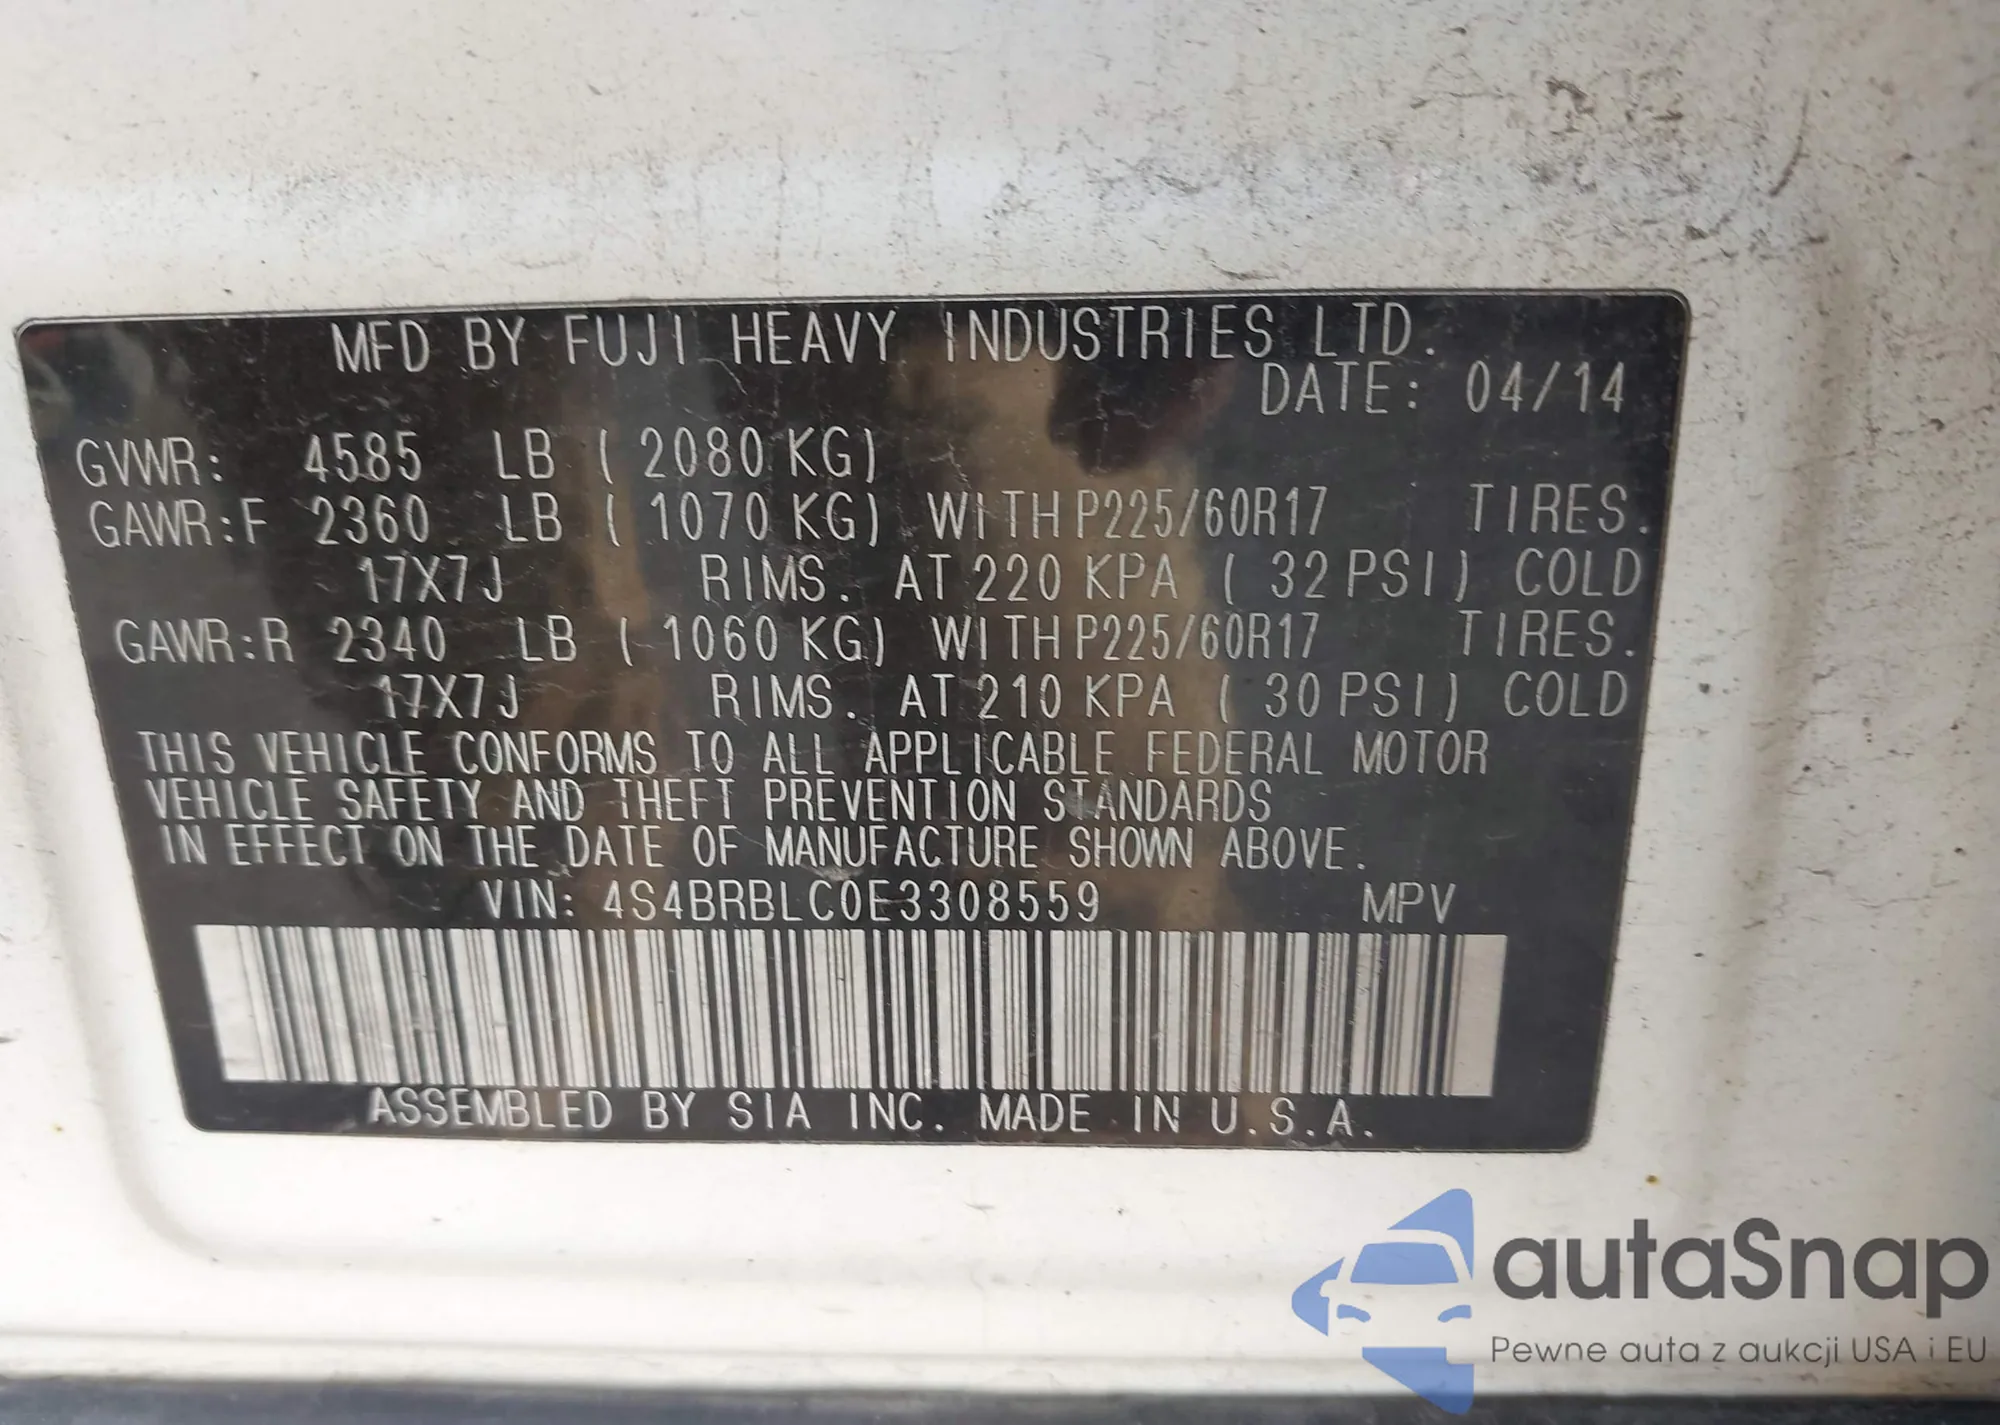 MFD BY FUJI HEAVY INDUSTRIES LTD.
DATE: 04/14
GVWR: 4585 LB ( 2080 KG)
GAWR:F 2360 LB ( 1070 KG) WITH P225/60R17 TIRES.
17X7J RIMS. AT 220 KPA ( 32 PSI) COLD
GAWR:R 2340 LB ( 1060 KG) WITH P225/60R17 TIRES.
17X7J RIMS. AT 210 KPA ( 30 PSI) COLD
THIS VEHICLE CONFORMS TO ALL APPLICABLE FEDERAL MOTOR
VEHICLE SAFETY AND THEFT PREVENTION STANDARDS
IN EFFECT ON THE DATE OF MANUFACTURE SHOWN ABOVE.
VIN: 4S4BRBLC0E3308559 MPV
ASSEMBLED BY SIA INC. MADE IN U.S.A.
autaSnap
Pewne auta z aukcji USA i EU